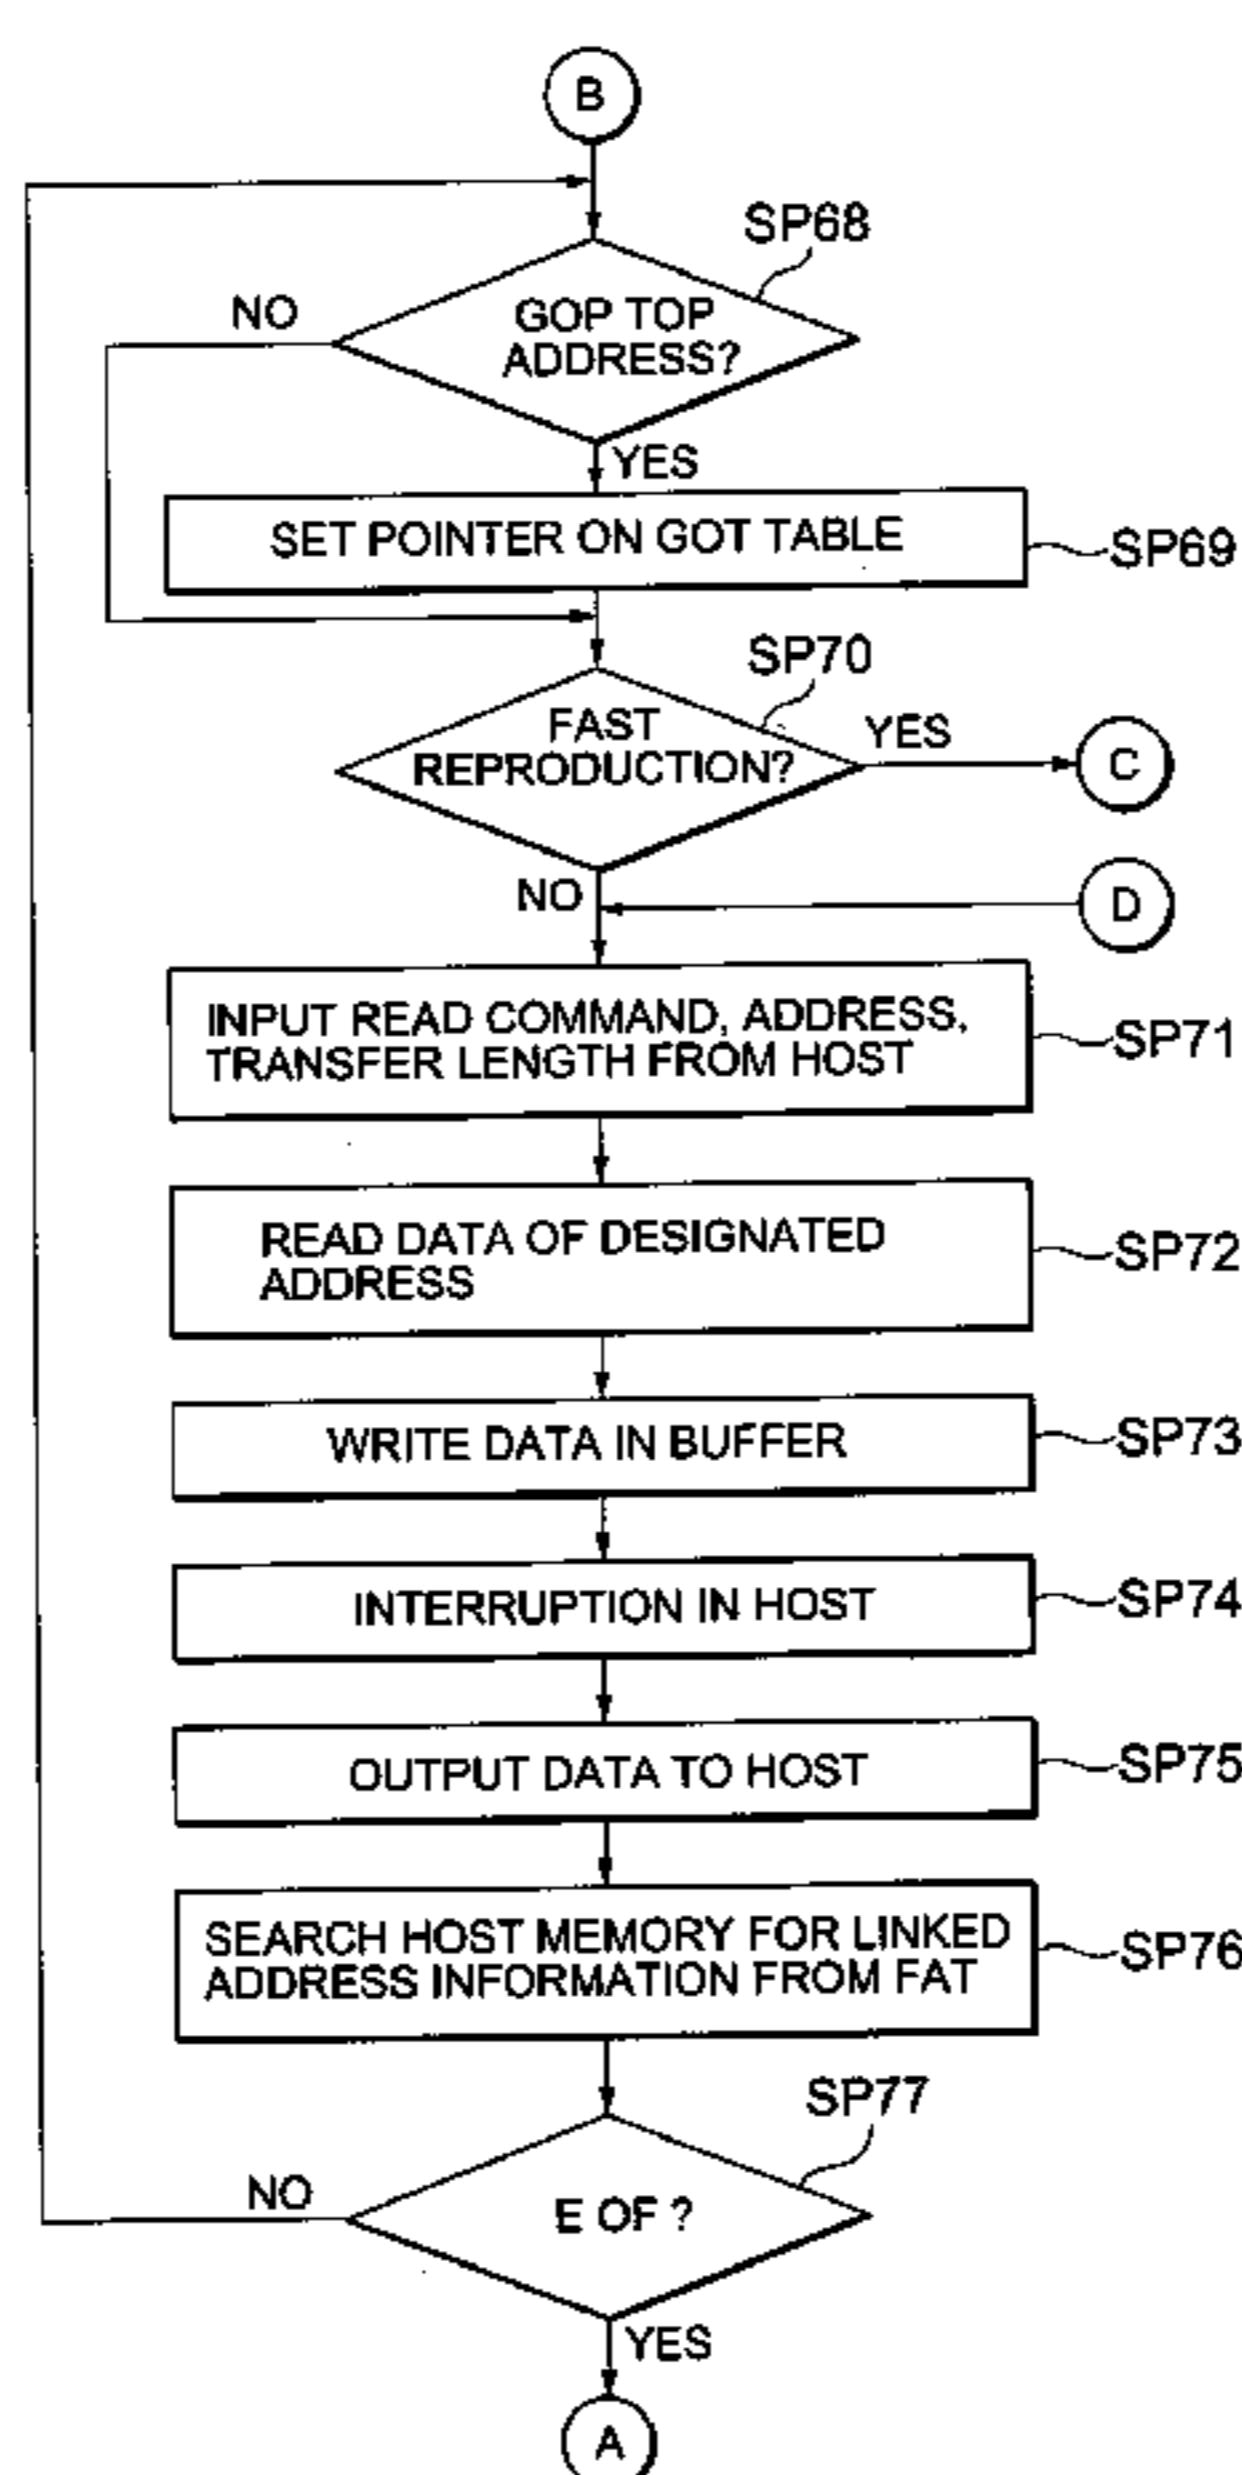 B
SP68
NO
GOP TOP
ADDRESS?
YES
SET POINTER ON GOT TABLE
SP69
SP70
FAST
REPRODUCTION?
YES
C
NO
D
INPUT READ COMMAND, ADDRESS,
TRANSFER LENGTH FROM HOST
SP71
READ DATA OF DESIGNATED
ADDRESS
SP72
WRITE DATA IN BUFFER
SP73
INTERRUPTION IN HOST
SP74
OUTPUT DATA TO HOST
SP75
SEARCH HOST MEMORY FOR LINKED
ADDRESS INFORMATION FROM FAT
SP76
SP77
NO
E OF ?
YES
A